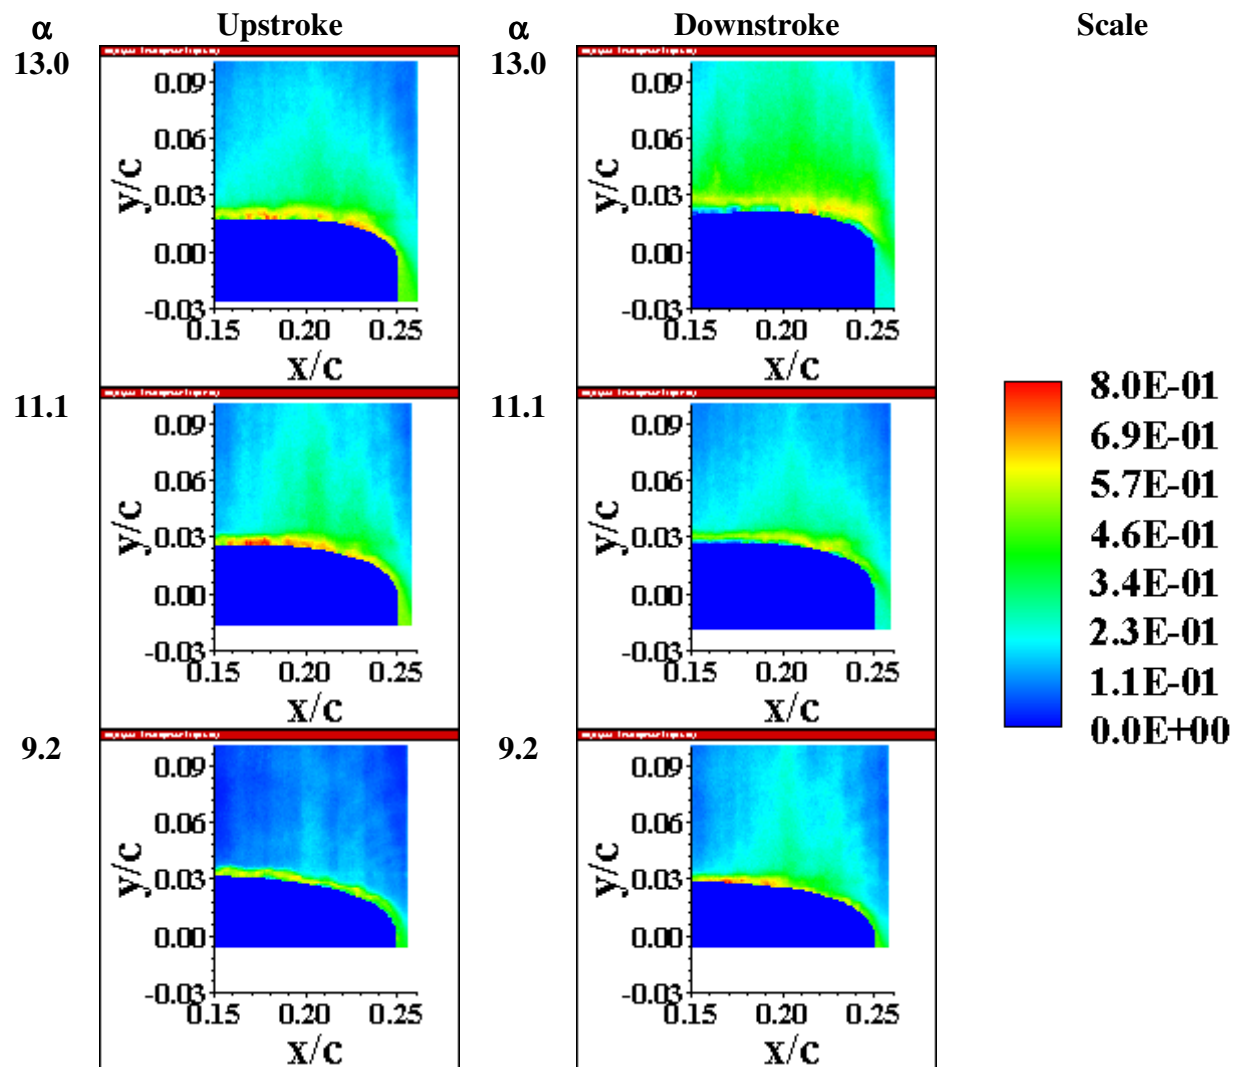 α Upstroke α Downstroke Scale
13.0 13.0
0.09 0.09
0.06 0.06
0.03 0.03
0.00 0.00
-0.03 -0.03
y/c y/c
0.15 0.20 0.25 0.15 0.20 0.25
x/c x/c
11.1 11.1
0.09 0.09
0.06 0.06
0.03 0.03
0.00 0.00
-0.03 -0.03
y/c y/c
0.15 0.20 0.25 0.15 0.20 0.25
x/c x/c
9.2 9.2
0.09 0.09
0.06 0.06
0.03 0.03
0.00 0.00
-0.03 -0.03
y/c y/c
0.15 0.20 0.25 0.15 0.20 0.25
x/c x/c
8.0E-01
6.9E-01
5.7E-01
4.6E-01
3.4E-01
2.3E-01
1.1E-01
0.0E+00